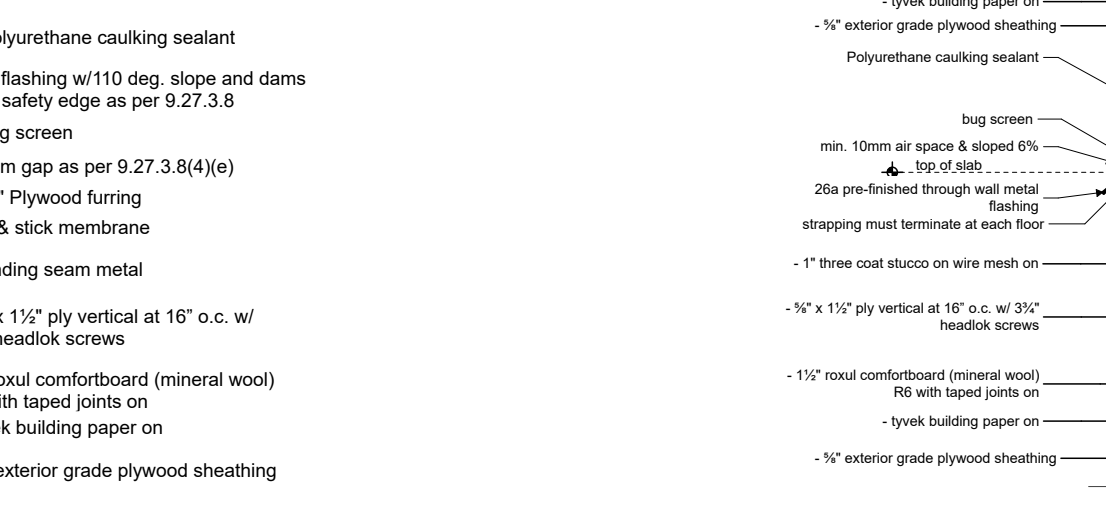 olyurethane caulking sealant
flashing w/110 deg. slope and dams
safety edge as per 9.27.3.8
g screen
m gap as per 9.27.3.8(4)(e)
" Plywood furring
& stick membrane
ding seam metal
x 1½" ply vertical at 16” o.c. w/
headlok screws
oxul comfortboard (mineral wool)
ith taped joints on
ek building paper on
exterior grade plywood sheathing
- tyvek building paper on
- ⅝" exterior grade plywood sheathing
Polyurethane caulking sealant
bug screen
min. 10mm air space & sloped 6%
top of slab
26a pre-finished through wall metal
flashing
strapping must terminate at each floor
- 1" three coat stucco on wire mesh on
- ⅝" x 1½" ply vertical at 16” o.c. w/ 3¾"
headlok screws
- 1½" roxul comfortboard (mineral wool)
R6 with taped joints on
- tyvek building paper on
- ⅝" exterior grade plywood sheathing